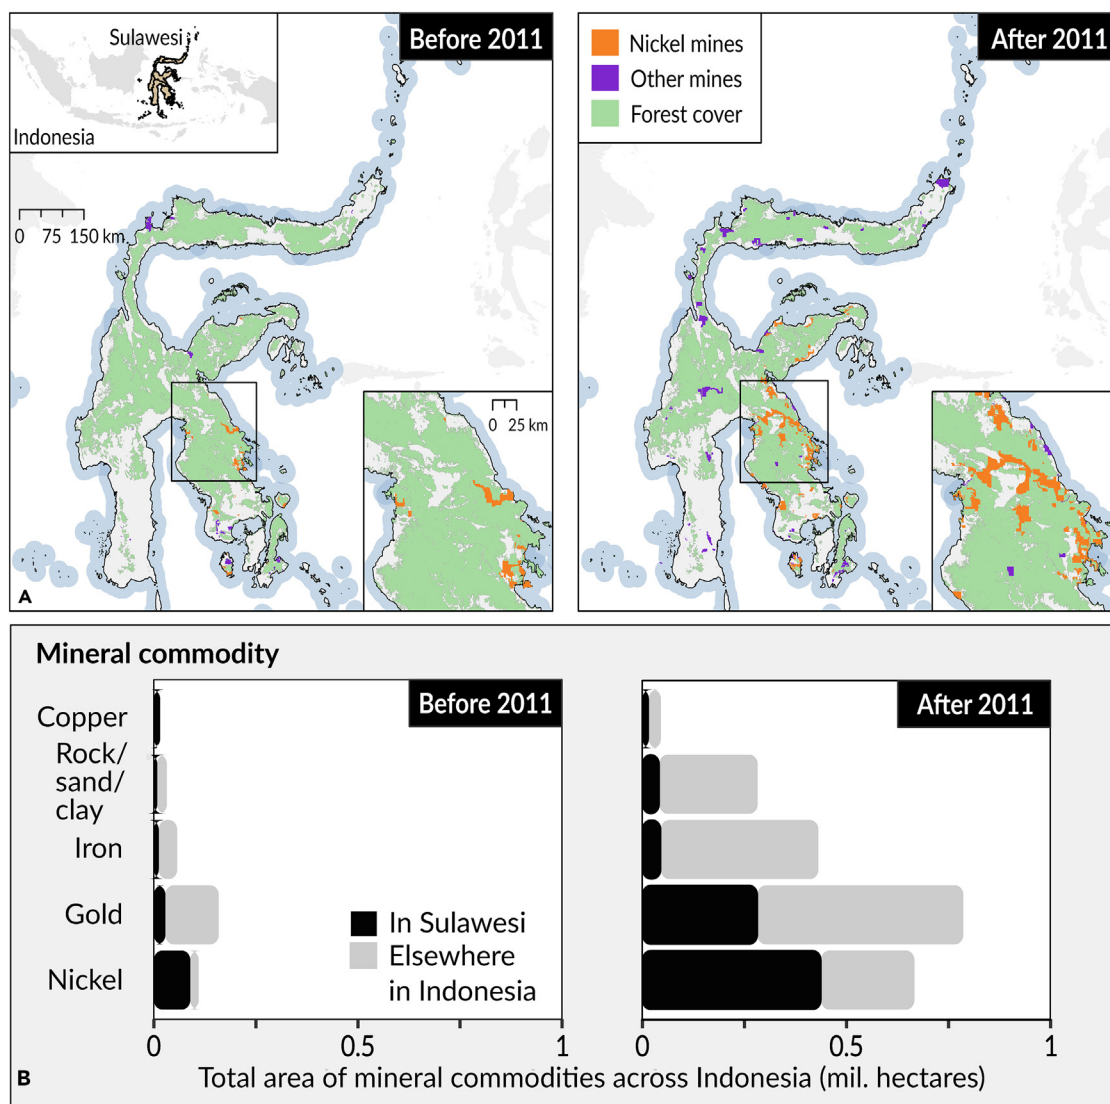 Sulawesi
Indonesia
Before 2011
0 75 150 km
0 25 km
A
After 2011
Nickel mines
Other mines
Forest cover
Mineral commodity
Before 2011
Copper
Rock/
sand/
clay
Iron
Gold
Nickel
In Sulawesi
Elsewhere
in Indonesia
0 0.5 1
After 2011
0 0.5 1
B
Total area of mineral commodities across Indonesia (mil. hectares)